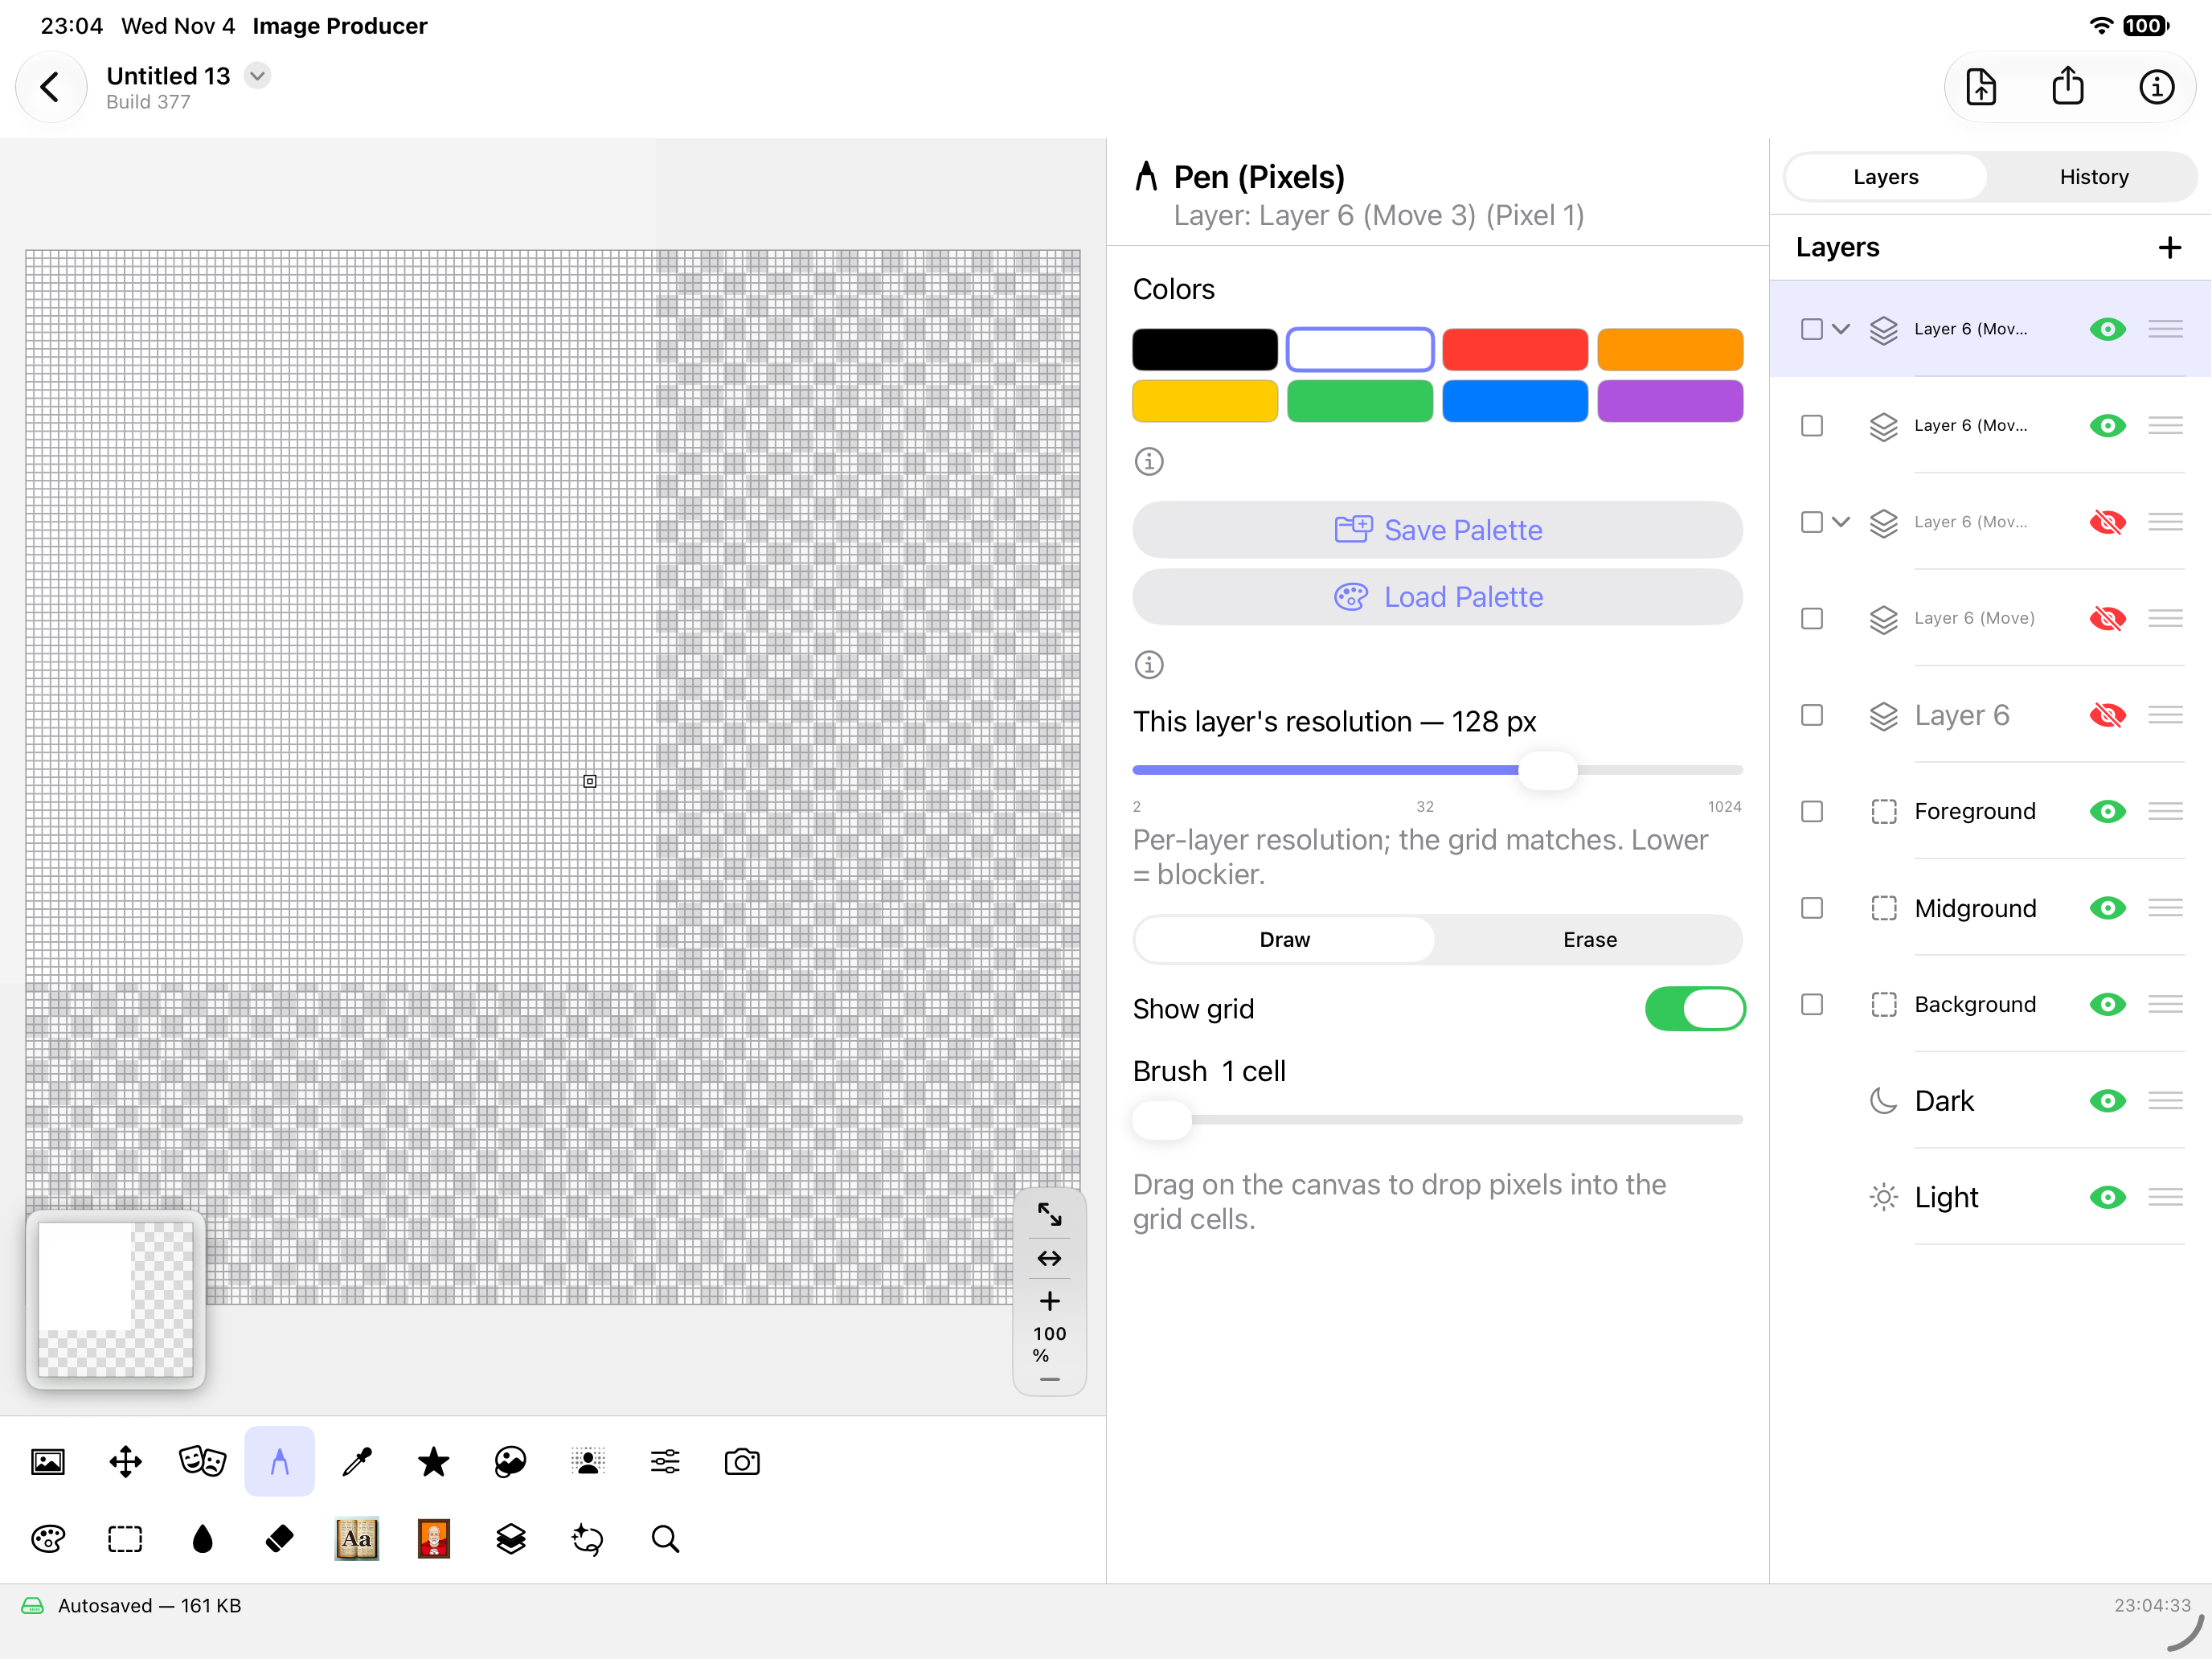 23:04 Wed Nov 4 Image Producer
100
Untitled 13
Build 377
Pen (Pixels)
Layer: Layer 6 (Move 3) (Pixel 1)
Colors
Save Palette
Load Palette
This layer's resolution — 128 px
2 32 1024
Per-layer resolution; the grid matches. Lower
= blockier.
Draw Erase
Show grid
Brush 1 cell
Drag on the canvas to drop pixels into the
grid cells.
Layers History
Layers
Layer 6 (Mov...
Layer 6 (Mov...
Layer 6 (Mov...
Layer 6 (Move)
Layer 6
Foreground
Midground
Background
Dark
Light
100
%
Aa
Autosaved — 161 KB
23:04:33